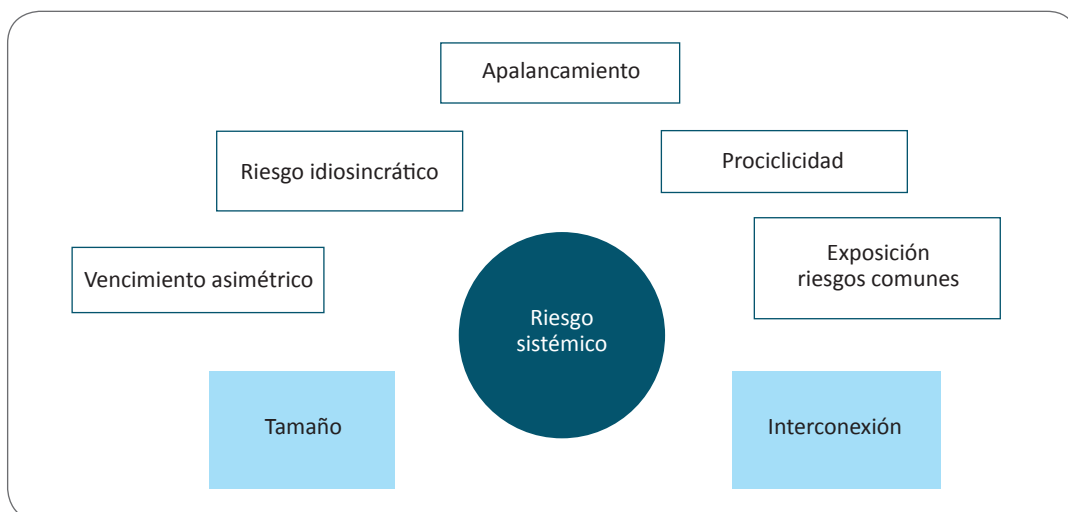 Apalancamiento
Riesgo idiosincrático
Prociclicidad
Vencimiento asimétrico
Exposición
riesgos comunes
Riesgo
sistémico
Tamaño
Interconexión